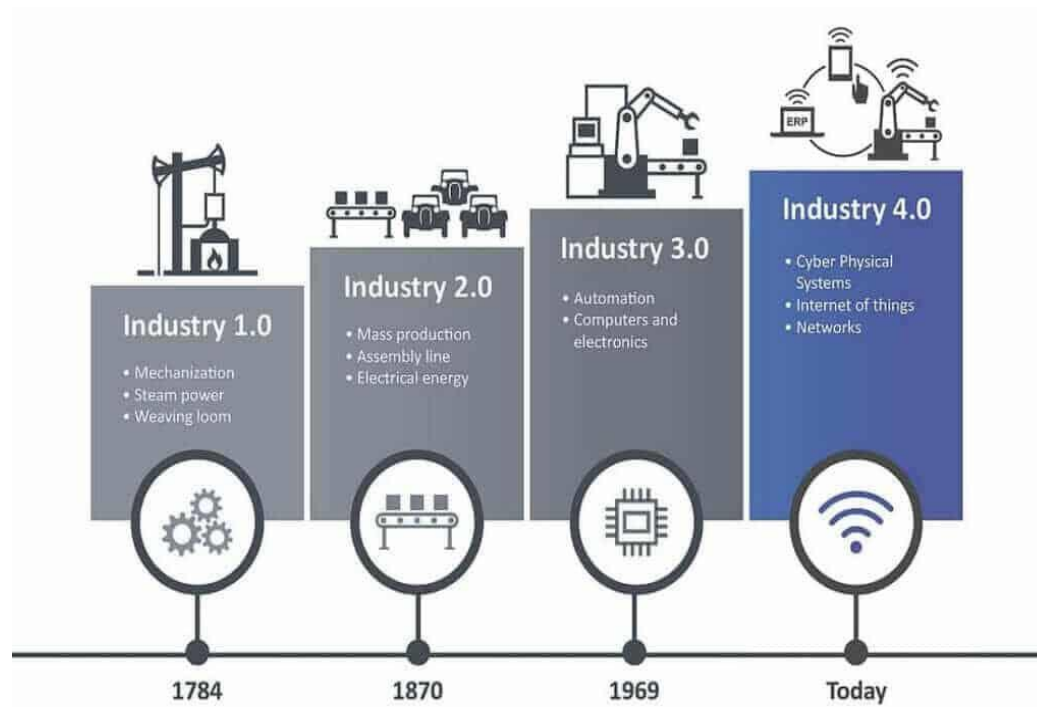 ERP
Industry 1.0
• Mechanization
• Steam power
• Weaving loom
Industry 2.0
• Mass production
• Assembly line
• Electrical energy
Industry 3.0
• Automation
• Computers and
electronics
Industry 4.0
• Cyber Physical
Systems
• Internet of things
• Networks
1784
1870
1969
Today